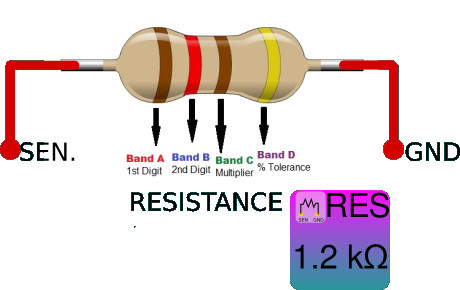 SEN.
GND
Band A
1st Digit
Band B
2nd Digit
Band C
Multiplier
Band D
% Tolerance
RESISTANCE
RES
SEN GND
1.2 kΩ